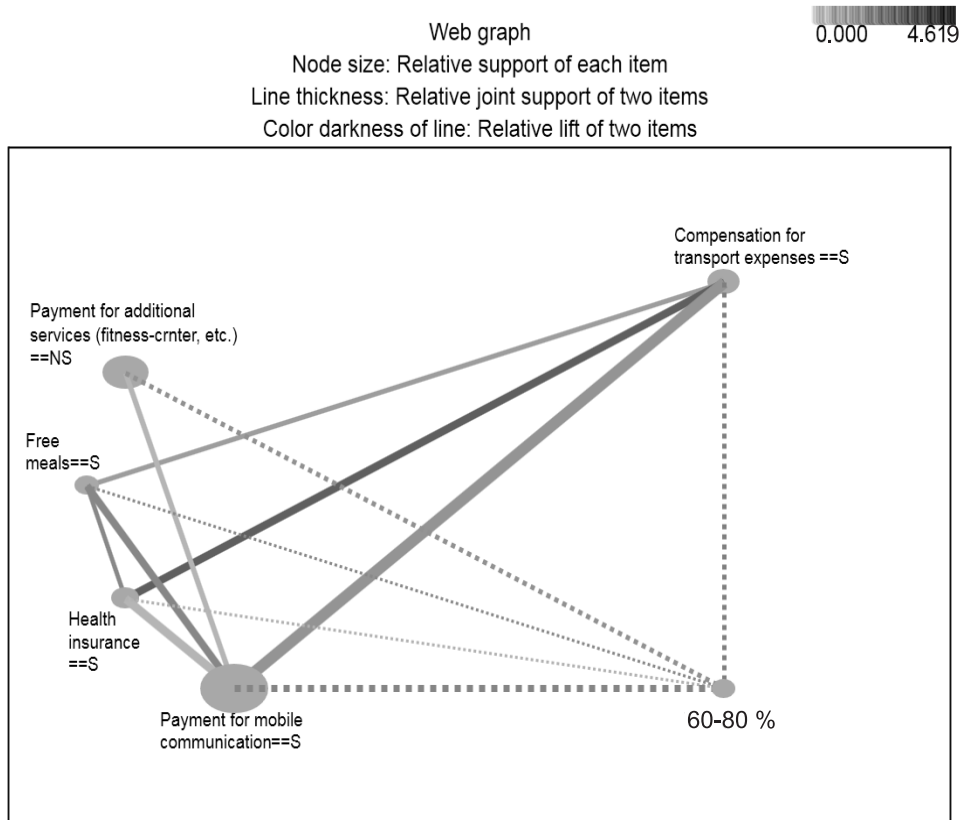 Web graph
Node size: Relative support of each item
Line thickness: Relative joint support of two items
Color darkness of line: Relative lift of two items
0.000 4.619
Compensation for
transport expenses ==S
Payment for additional
services (fitness-crnter, etc.)
==NS
Free
meals==S
Health
insurance
==S
Payment for mobile
communication==S
60-80 %